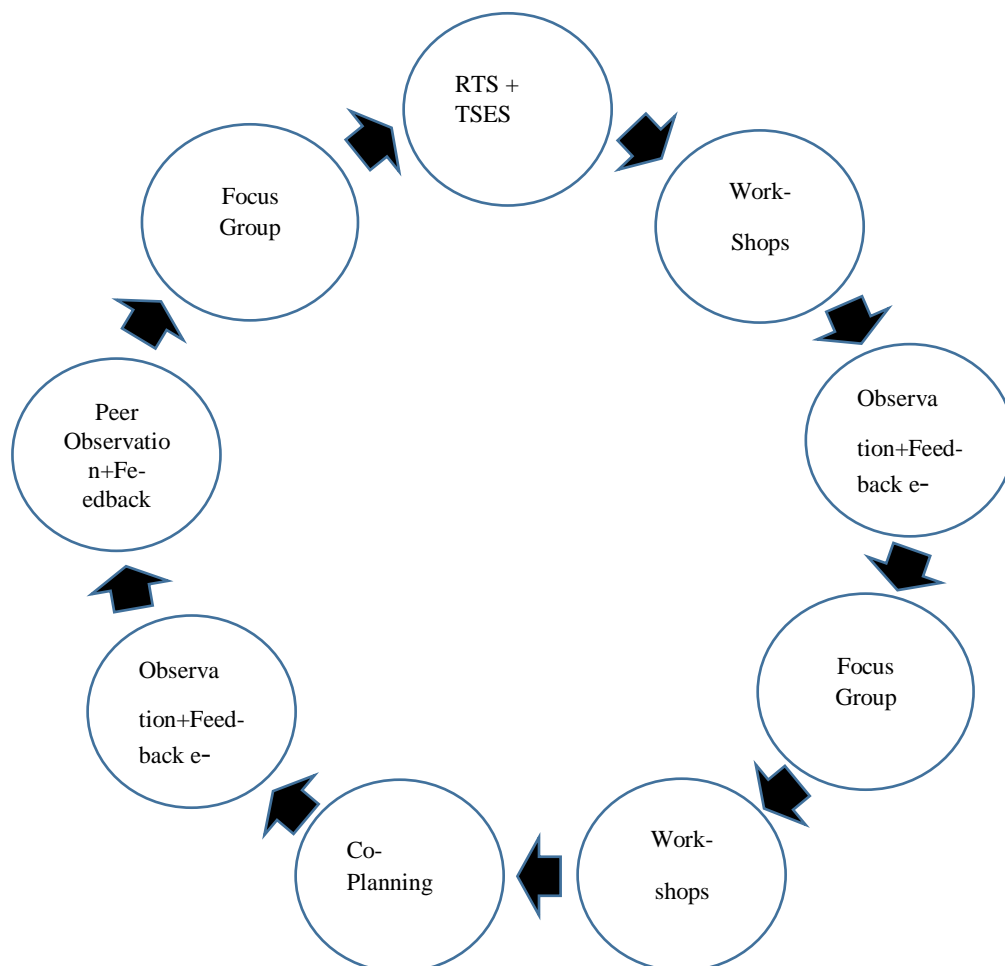 RTS +
TSES
Work-
Shops
Observa
tion+Feed-
back e-
Focus
Group
Work-
shops
Co-
Planning
Observa
tion+Feed-
back e-
Peer
Observatio
n+Fe-
edback
Focus
Group